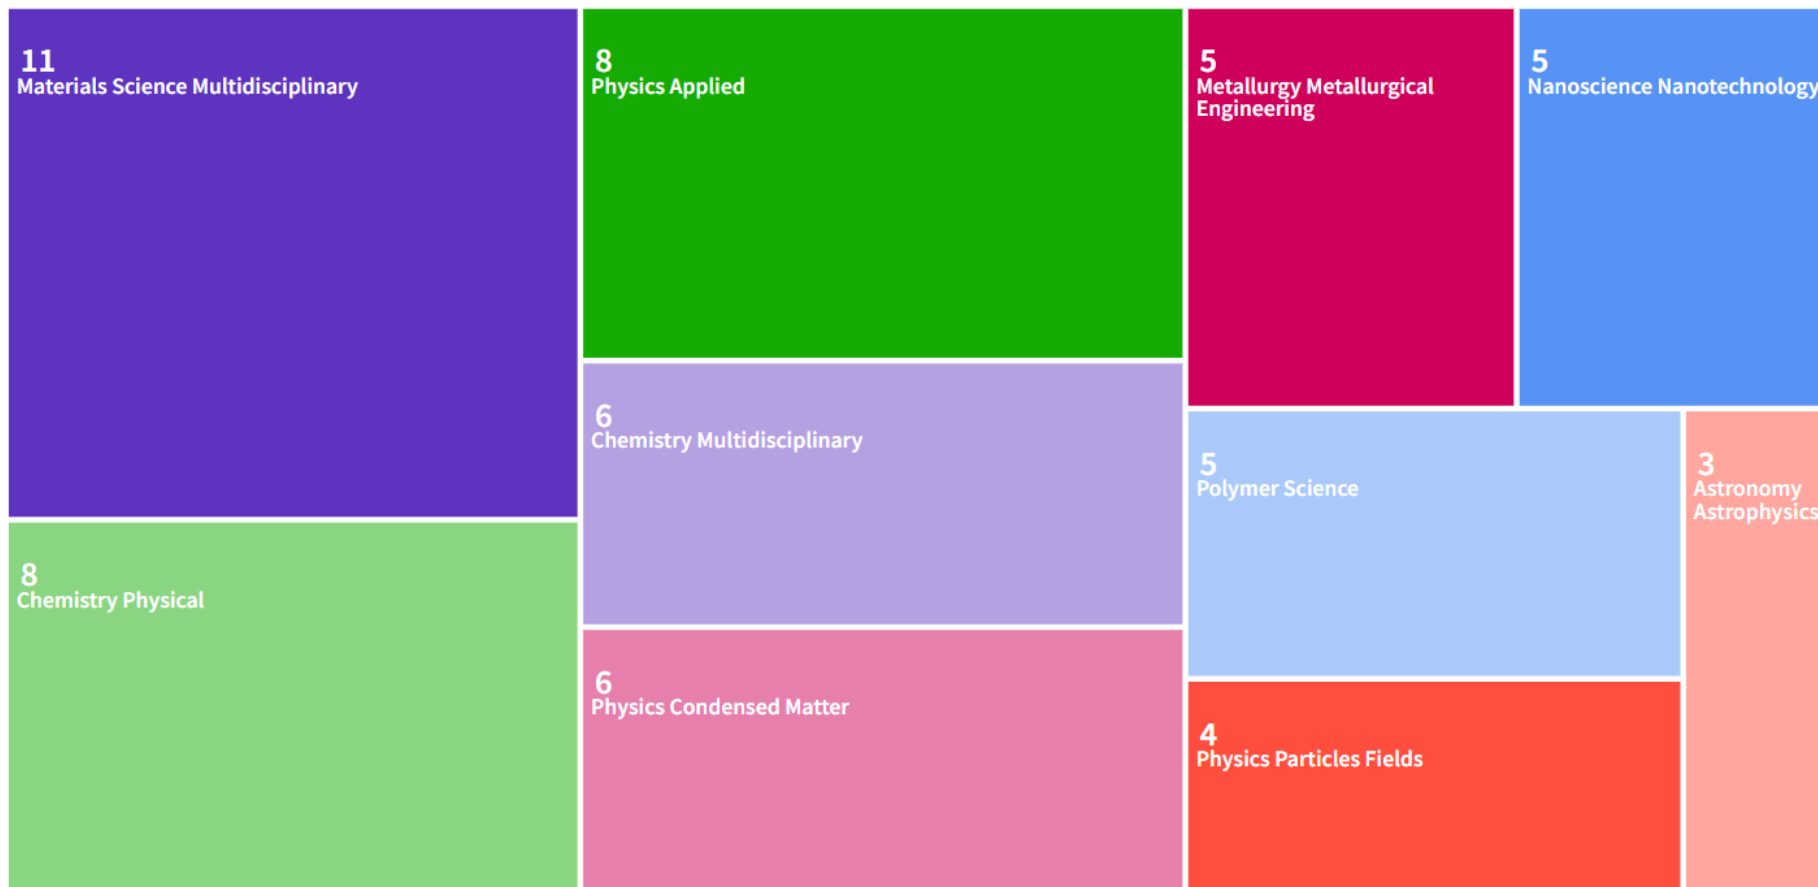 11
Materials Science Multidisciplinary
8
Chemistry Physical
8
Physics Applied
6
Chemistry Multidisciplinary
6
Physics Condensed Matter
5
Metallurgy Metallurgical
Engineering
5
Nanoscience Nanotechnology
5
Polymer Science
4
Physics Particles Fields
3
Astronomy
Astrophysics